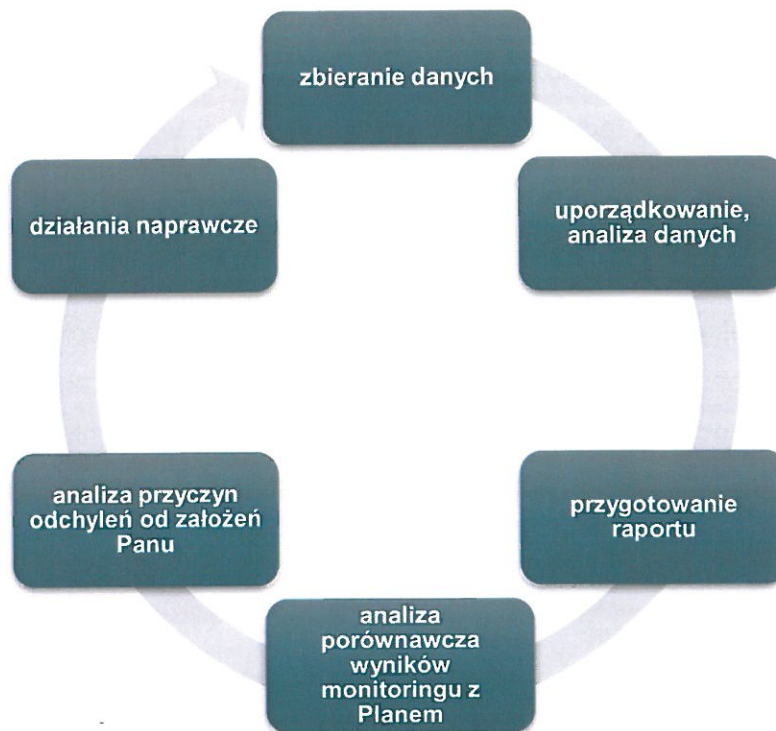 zbieranie danych
uporządkowanie,
analiza danych
przygotowanie
raportu
analiza
porównawcza
wyników
monitoringu z
Planem
analiza przyczyn
odchyleń od założeń
Panu
działania naprawcze